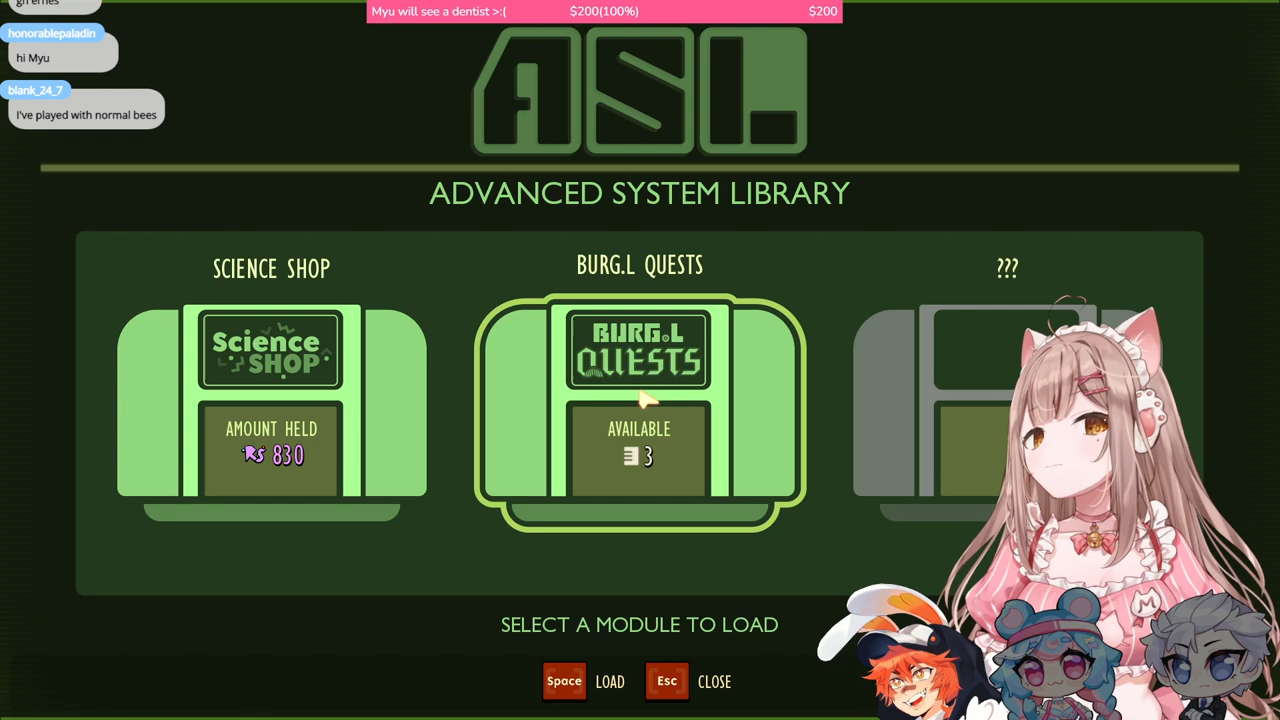 honorablepaladin
hi Myu
blank_24_7
I've played with normal bees
Myu will see a dentist >:( $200(100%) $200
ASL
ADVANCED SYSTEM LIBRARY
SCIENCE SHOP
Science
SHOP
AMOUNT HELD
RS 830
BURG.L QUESTS
BURG.L
QUESTS
AVAILABLE
3
???
M
SELECT A MODULE TO LOAD
Space LOAD Esc CLOSE